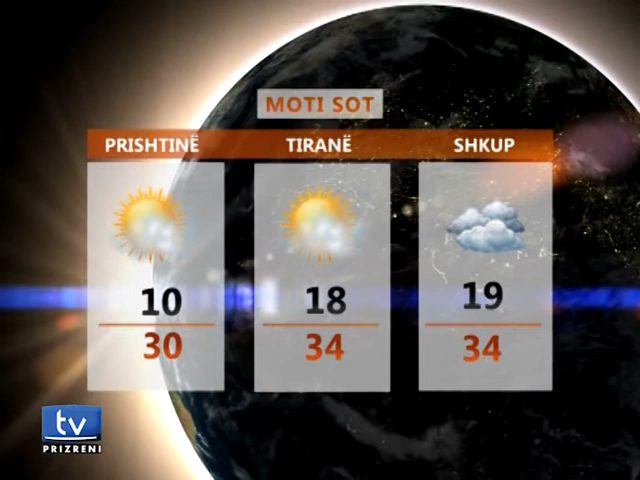 MOTI SOT
PRISHTINË TIRANË SHKUP
10 18 19
30 34 34
tv
PRIZRENI